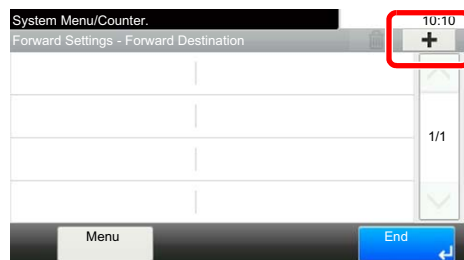 System Menu/Counter.
10:10
Forward Settings - Forward Destination
+
1/1
Menu
End